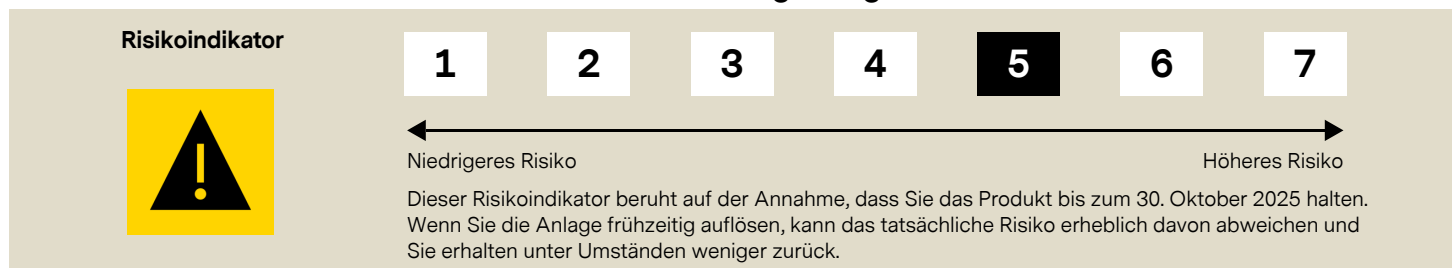 Risikoindikator
1 2 3 4 5 6 7
Niedrigeres Risiko Höheres Risiko
Dieser Risikoindikator beruht auf der Annahme, dass Sie das Produkt bis zum 30. Oktober 2025 halten.
Wenn Sie die Anlage frühzeitig auflösen, kann das tatsächliche Risiko erheblich davon abweichen und
Sie erhalten unter Umständen weniger zurück.